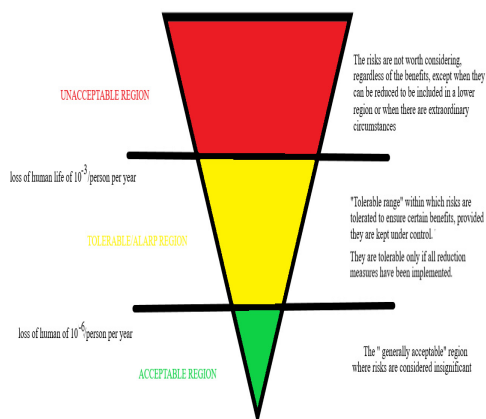 The risks are not worth considering,
regardless of the benefits, except when they
can be reduced to be included in a lower
region or when there are extraordinary
circumstances
UNACCEPTABLE REGION
loss of human life of 10-3/person per year
"Tolerable range" within which risks are
tolerated to ensure certain benefits, provided
they are kept under control.
TOLERABLE/ALARP REGION
They are tolerable only if all reduction
measures have been implemented.
loss of human of 10-6/person per year
The " generally acceptable" region
where risks are considered insignificant
ACCEPTABLE REGION